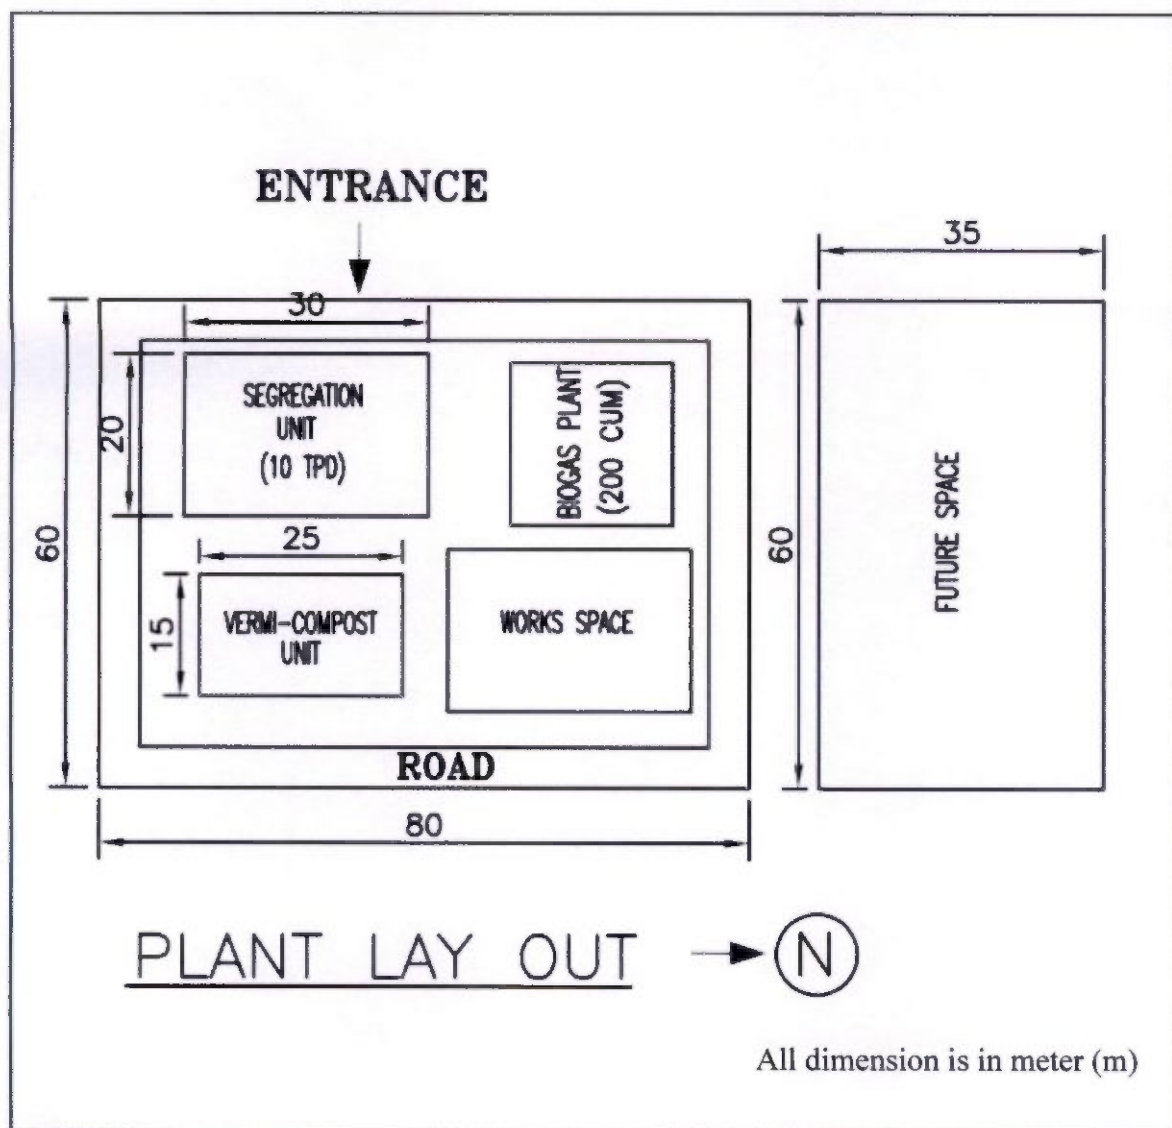 ENTRANCE
35
30
SEGREGATION
UNIT
(10 TPD)
20
BIOGAS PLANT
(200 CUM)
60
25
15
VERMI-COMPOST
UNIT
WORKS SPACE
60
FUTURE SPACE
ROAD
80
PLANT LAY OUT
N
All dimension is in meter (m)